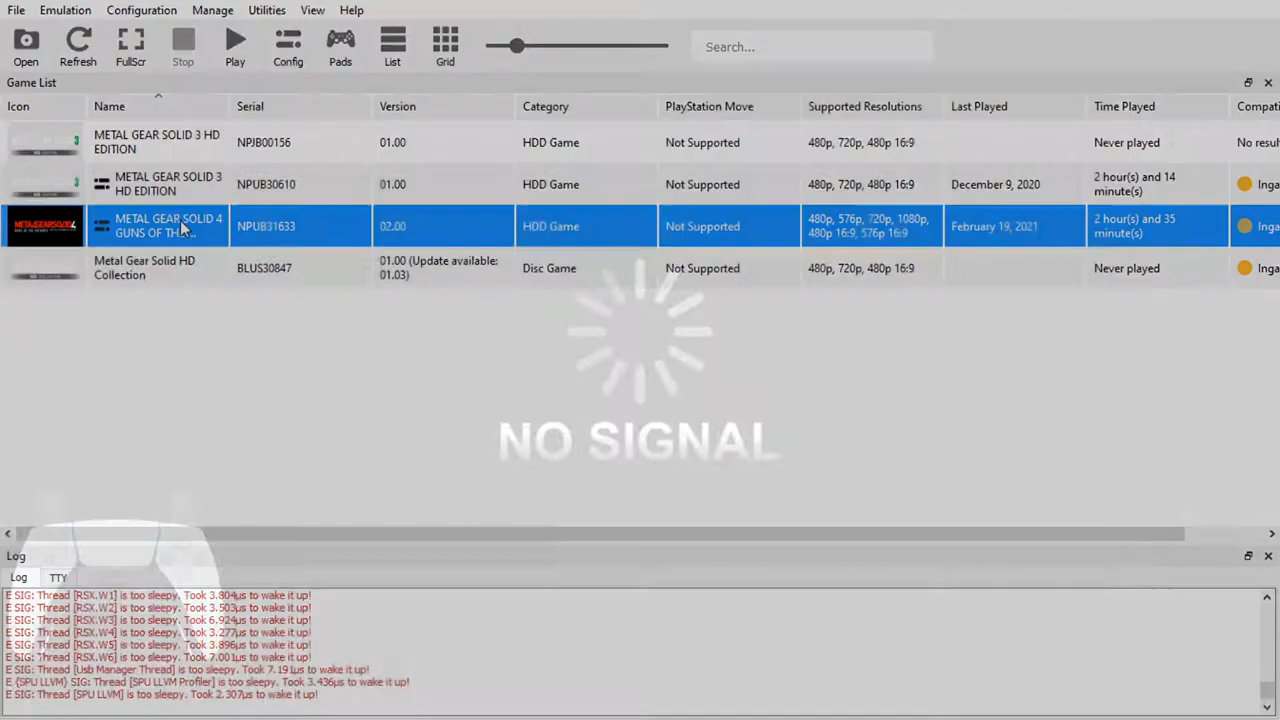 File Emulation Configuration Manage Utilities View Help
Open Refresh FullScr Stop Play Config Pads List Grid Search...
Game List
Icon Name Serial Version Category PlayStation Move Supported Resolutions Last Played Time Played Compati
METAL GEAR SOLID 3 HD
EDITION
NPJB00156 01.00 HDD Game Not Supported 480p, 720p, 480p 16:9 Never played No resul
METAL GEAR SOLID 3
HD EDITION
NPUB30610 01.00 HDD Game Not Supported 480p, 720p, 480p 16:9 December 9, 2020
2 hour(s) and 14
minute(s)
Inga
METALGEARSOLID4
METAL GEAR SOLID 4
GUNS OF TH...
NPUB31633 02.00 HDD Game Not Supported
480p, 576p, 720p, 1080p,
480p 16:9, 576p 16:9
February 19, 2021
2 hour(s) and 35
minute(s)
Inga
Metal Gear Solid HD
Collection
BLUS30847
01.00 (Update available:
01.03)
Disc Game Not Supported 480p, 720p, 480p 16:9 Never played Inga
NO SIGNAL
Log
Log TTY
E SIG: Thread [RSX.W1] is too sleepy. Took 3.804µs to wake it up!
E SIG: Thread [RSX.W2] is too sleepy. Took 3.503µs to wake it up!
E SIG: Thread [RSX.W3] is too sleepy. Took 6.924µs to wake it up!
E SIG: Thread [RSX.W4] is too sleepy. Took 3.277µs to wake it up!
E SIG: Thread [RSX.W5] is too sleepy. Took 3.896µs to wake it up!
E SIG: Thread [RSX.W6] is too sleepy. Took 7.001µs to wake it up!
E SIG: Thread [Usb Manager Thread] is too sleepy. Took 7.191µs to wake it up!
E {SPU LLVM} SIG: Thread [SPU LLVM Profiler] is too sleepy. Took 3.436µs to wake it up!
E SIG: Thread [SPU LLVM] is too sleepy. Took 2.307µs to wake it up!